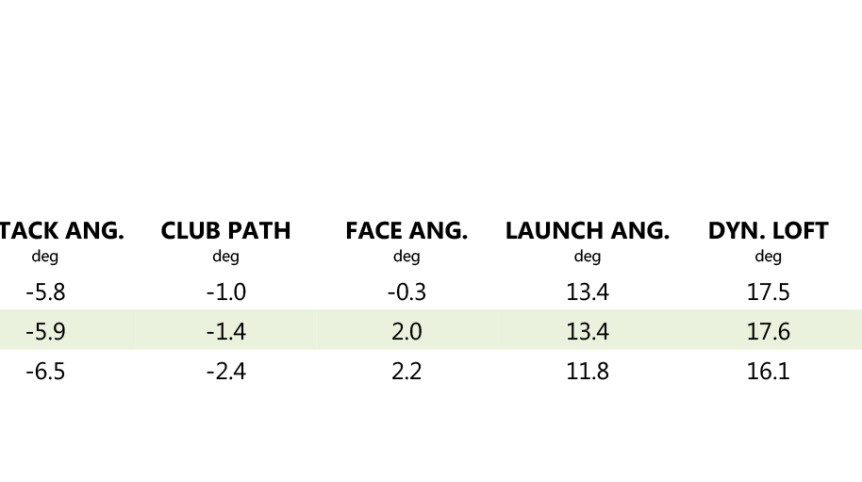 TACK ANG. CLUB PATH FACE ANG. LAUNCH ANG. DYN. LOFT
deg deg deg deg deg
-5.8 -1.0 -0.3 13.4 17.5
-5.9 -1.4 2.0 13.4 17.6
-6.5 -2.4 2.2 11.8 16.1